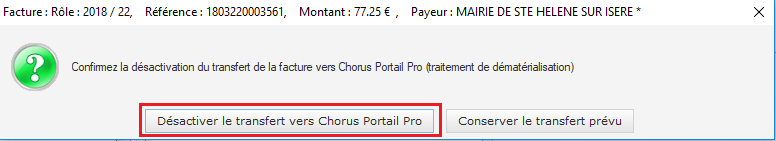 Facture : Rôle : 2018 / 22, Référence : 1803220003561, Montant : 77.25 € , Payeur : MAIRIE DE STE HELENE SUR ISERE *
Confirmez la désactivation du transfert de la facture vers Chorus Portail Pro (traitement de dématérialisation)
Désactiver le transfert vers Chorus Portail Pro Conserver le transfert prévu